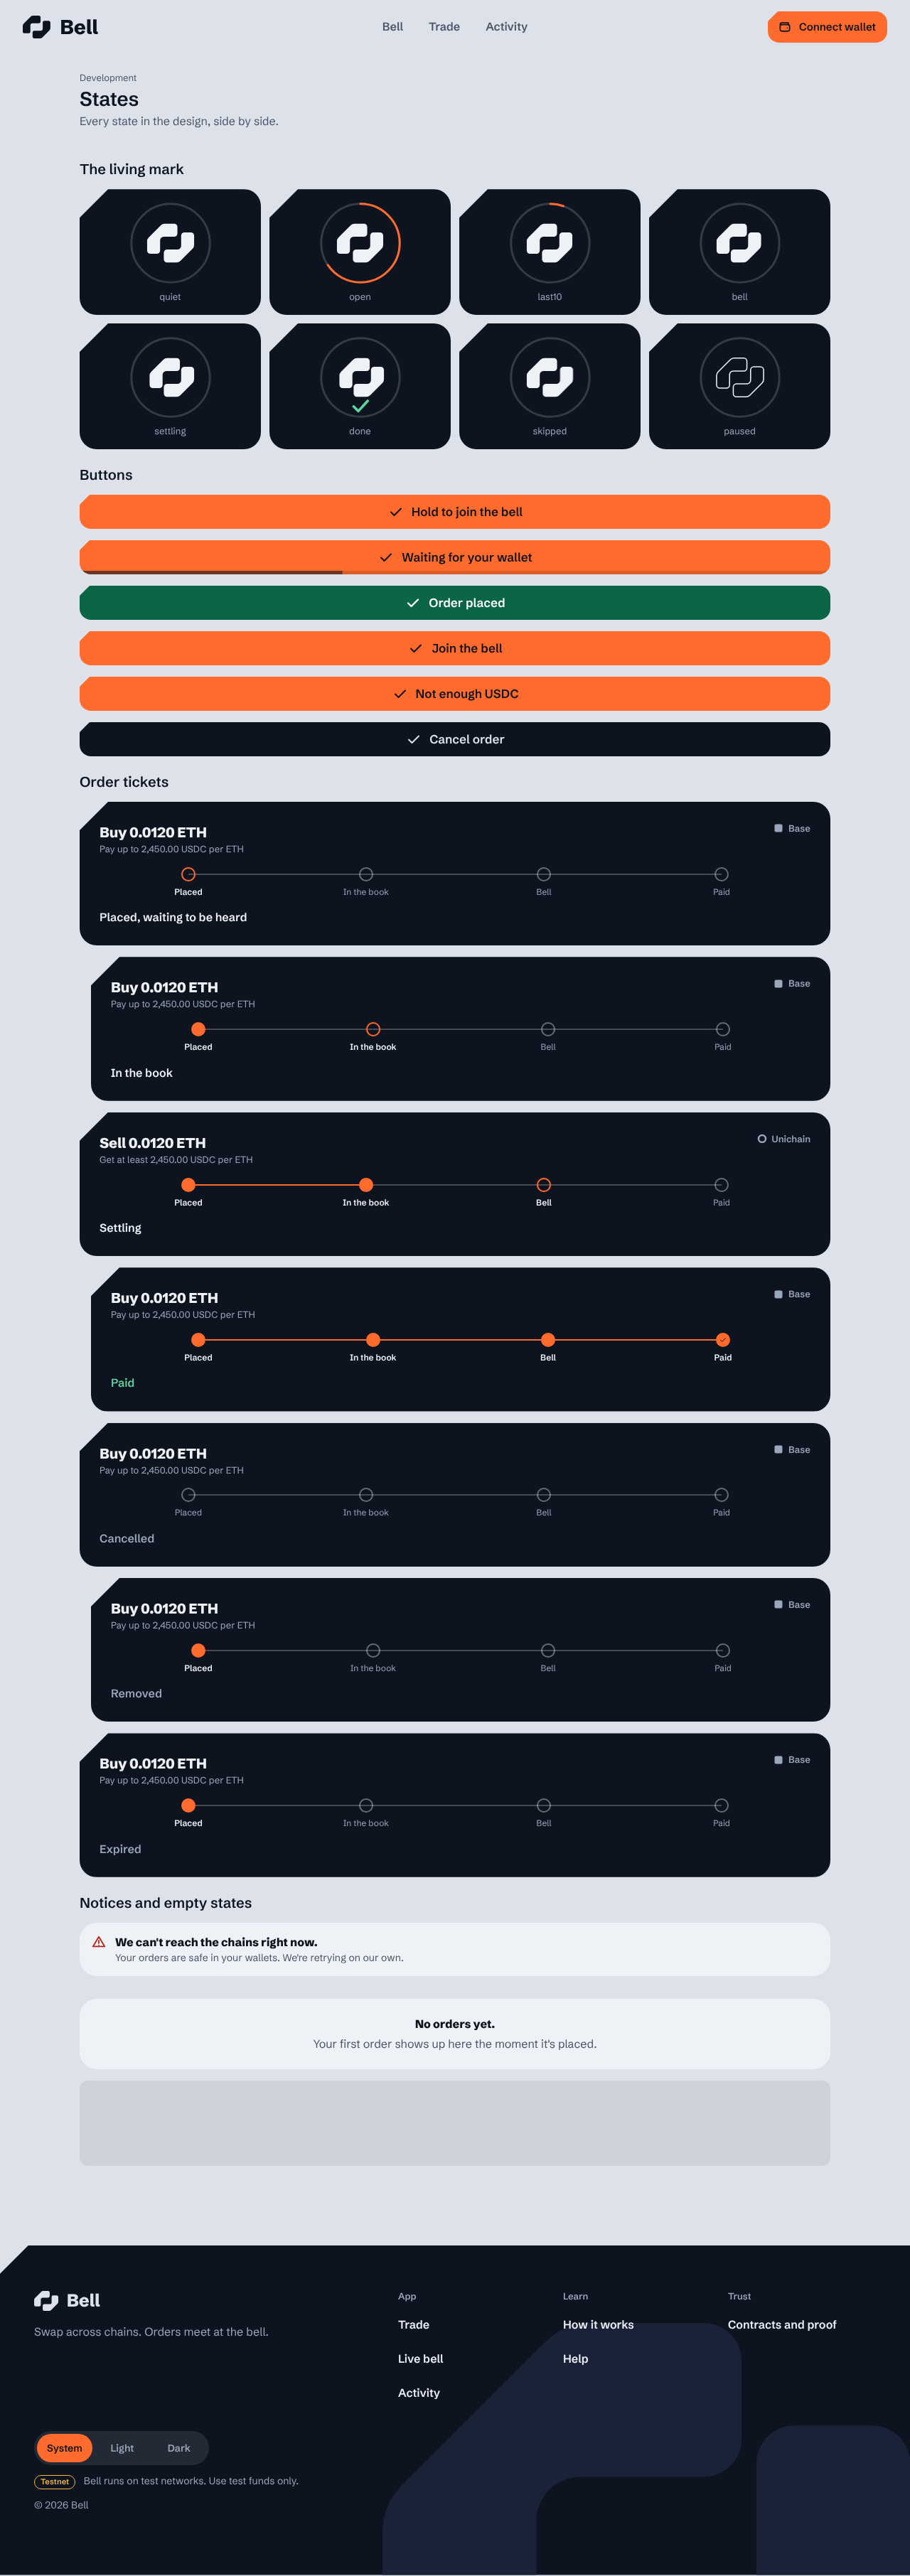 Bell
Bell Trade Activity
Connect wallet
Development
States
Every state in the design, side by side.
The living mark
quiet
open
last10
bell
settling
done
skipped
paused
Buttons
Hold to join the bell
Waiting for your wallet
Order placed
Join the bell
Not enough USDC
Cancel order
Order tickets
Buy 0.0120 ETH
Base
Pay up to 2,450.00 USDC per ETH
Placed In the book Bell Paid
Placed, waiting to be heard
Buy 0.0120 ETH
Base
Pay up to 2,450.00 USDC per ETH
Placed In the book Bell Paid
In the book
Sell 0.0120 ETH
Unichain
Get at least 2,450.00 USDC per ETH
Placed In the book Bell Paid
Settling
Buy 0.0120 ETH
Base
Pay up to 2,450.00 USDC per ETH
Placed In the book Bell Paid
Paid
Buy 0.0120 ETH
Base
Pay up to 2,450.00 USDC per ETH
Placed In the book Bell Paid
Cancelled
Buy 0.0120 ETH
Base
Pay up to 2,450.00 USDC per ETH
Placed In the book Bell Paid
Removed
Buy 0.0120 ETH
Base
Pay up to 2,450.00 USDC per ETH
Placed In the book Bell Paid
Expired
Notices and empty states
We can't reach the chains right now.
Your orders are safe in your wallets. We're retrying on our own.
No orders yet.
Your first order shows up here the moment it's placed.
Bell
Swap across chains. Orders meet at the bell.
App
Trade
Live bell
Activity
Learn
How it works
Help
Trust
Contracts and proof
System Light Dark
Testnet Bell runs on test networks. Use test funds only.
© 2026 Bell